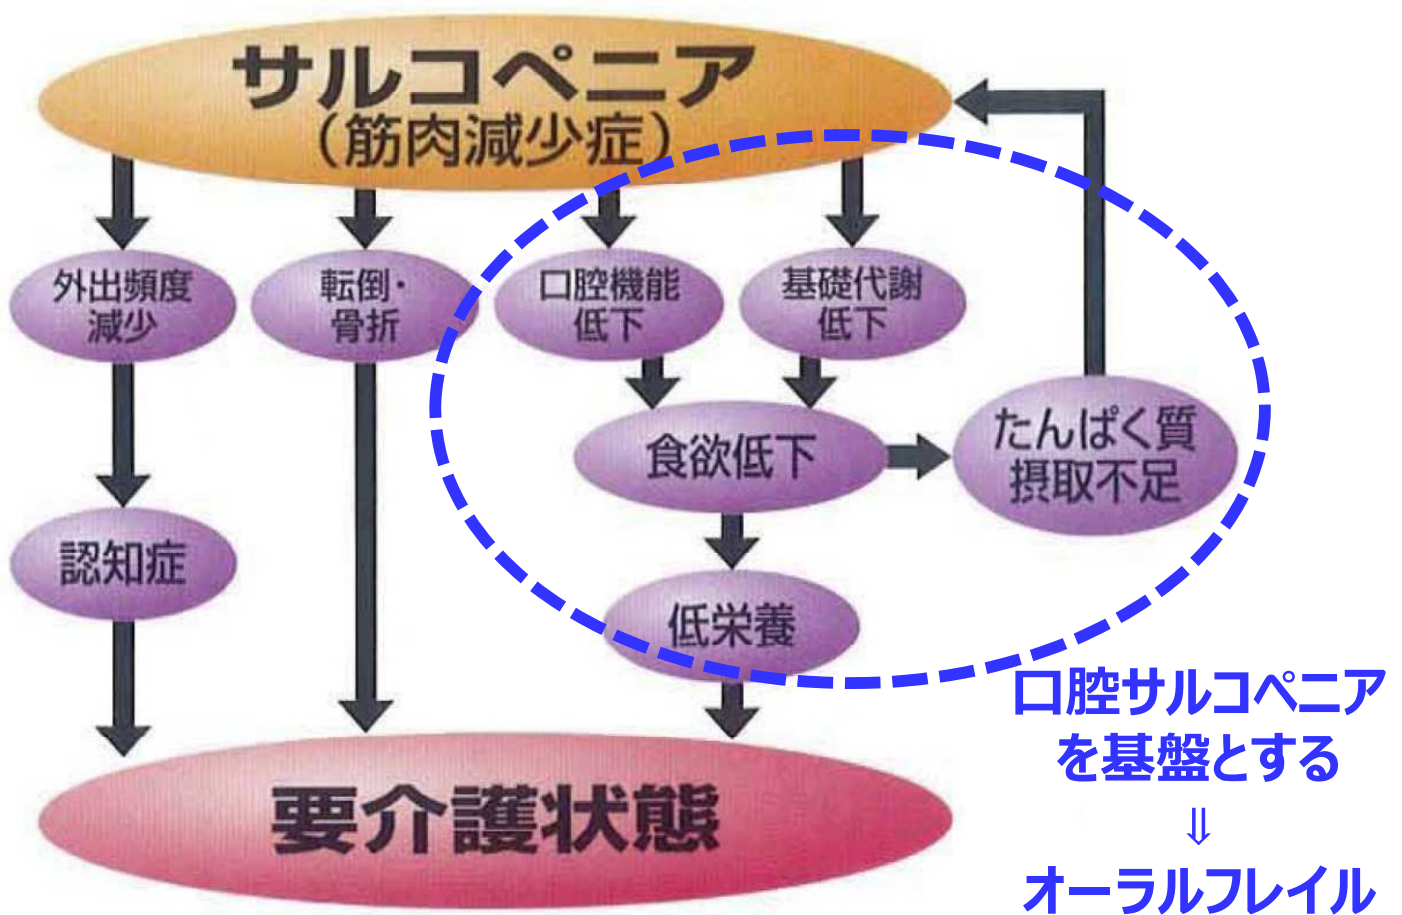 サルコペニア
（筋肉減少症）
外出頻度
減少
転倒・
骨折
口腔機能
低下
基礎代謝
低下
食欲低下
たんぱく質
摂取不足
認知症
低栄養
要介護状態
口腔サルコペニア
を基盤とする
⇓
オーラルフレイル